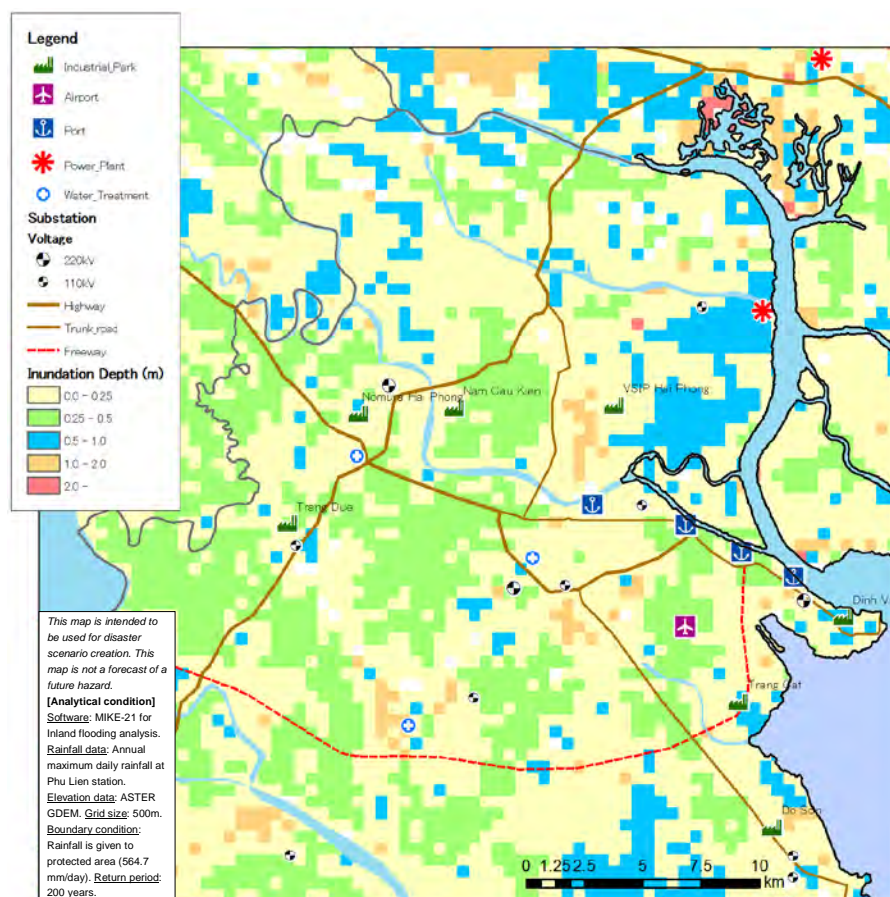 Legend
Industrial_Park
Airport
Port
Power_Plant
Water_Treatment
Substation
Voltage
220kV
110kV
Highway
Trunk_road
Freeway
Inundation Depth (m)
0.0 - 0.25
0.25 - 0.5
0.5 - 1.0
1.0 - 2.0
2.0 -
Nomura Hai Phong
Nam Cau Kien
VSIP Hai Phong
Trang Due
Dinh V
Trang Cat
Do Son
This map is intended to
be used for disaster
scenario creation. This
map is not a forecast of a
future hazard.
[Analytical condition]
Software: MIKE-21 for
Inland flooding analysis.
Rainfall data: Annual
maximum daily rainfall at
Phu Lien station.
Elevation data: ASTER
GDEM. Grid size: 500m.
Boundary condition:
Rainfall is given to
protected area (564.7
mm/day). Return period:
200 years.
0 1.25 2.5 5 7.5 10
km